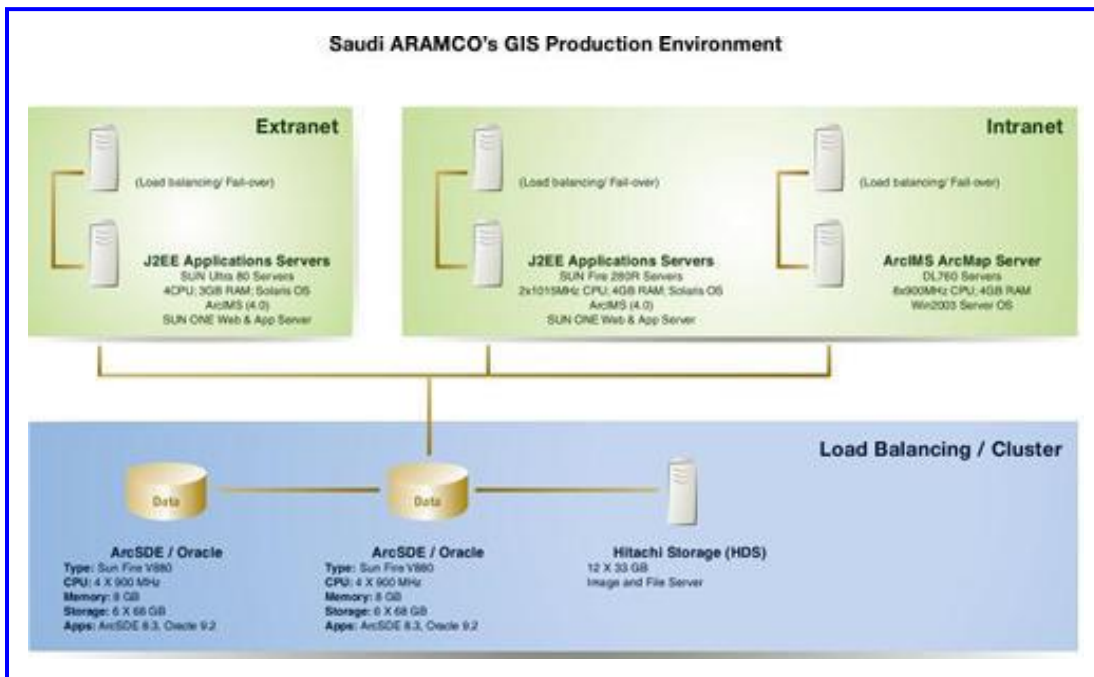 Saudi ARAMCO's GIS Production Environment
Extranet
(Load balancing/ Fail-over)
J2EE Applications Servers
SUN Ultra 80 Servers
4CPU; 3GB RAM; Solaris OS
ArcIMS (4.0)
SUN ONE Web & App Server
Intranet
(Load balancing/ Fail-over)
J2EE Applications Servers
SUN Fire 280R Servers
2x1015MHz CPU; 4GB RAM; Solaris OS
ArcIMS (4.0)
SUN ONE Web & App Server
(Load balancing/ Fail-over)
ArcIMS ArcMap Server
DL760 Servers
8x900MHz CPU; 4GB RAM
Win2003 Server OS
Load Balancing / Cluster
Data
ArcSDE / Oracle
Type: Sun Fire V880
CPU: 4 X 900 MHz
Memory: 8 GB
Storage: 6 X 68 GB
Apps: ArcSDE 8.3, Oracle 9.2
Data
ArcSDE / Oracle
Type: Sun Fire V880
CPU: 4 X 900 MHz
Memory: 8 GB
Storage: 6 X 68 GB
Apps: ArcSDE 8.3, Oracle 9.2
Hitachi Storage (HDS)
12 X 33 GB
Image and File Server